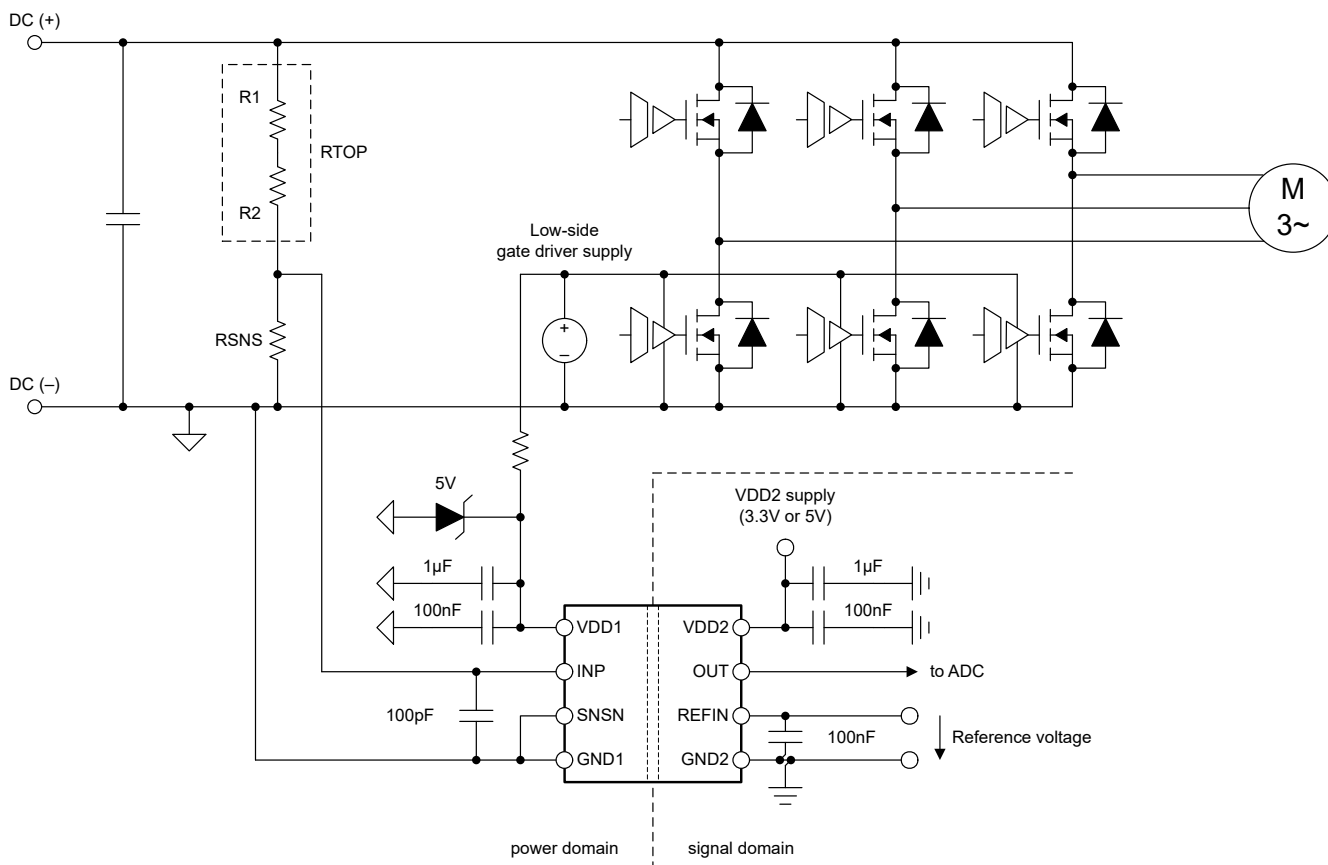 DC (+)
R1
RTOP
R2
M
3~
Low-side
gate driver supply
+
–
RSNS
DC (–)
5V
VDD2 supply
(3.3V or 5V)
1µF
1µF
100nF
100nF
VDD1
VDD2
INP
OUT
to ADC
100pF
SNSN
REFIN
100nF
Reference voltage
GND1
GND2
power domain
signal domain